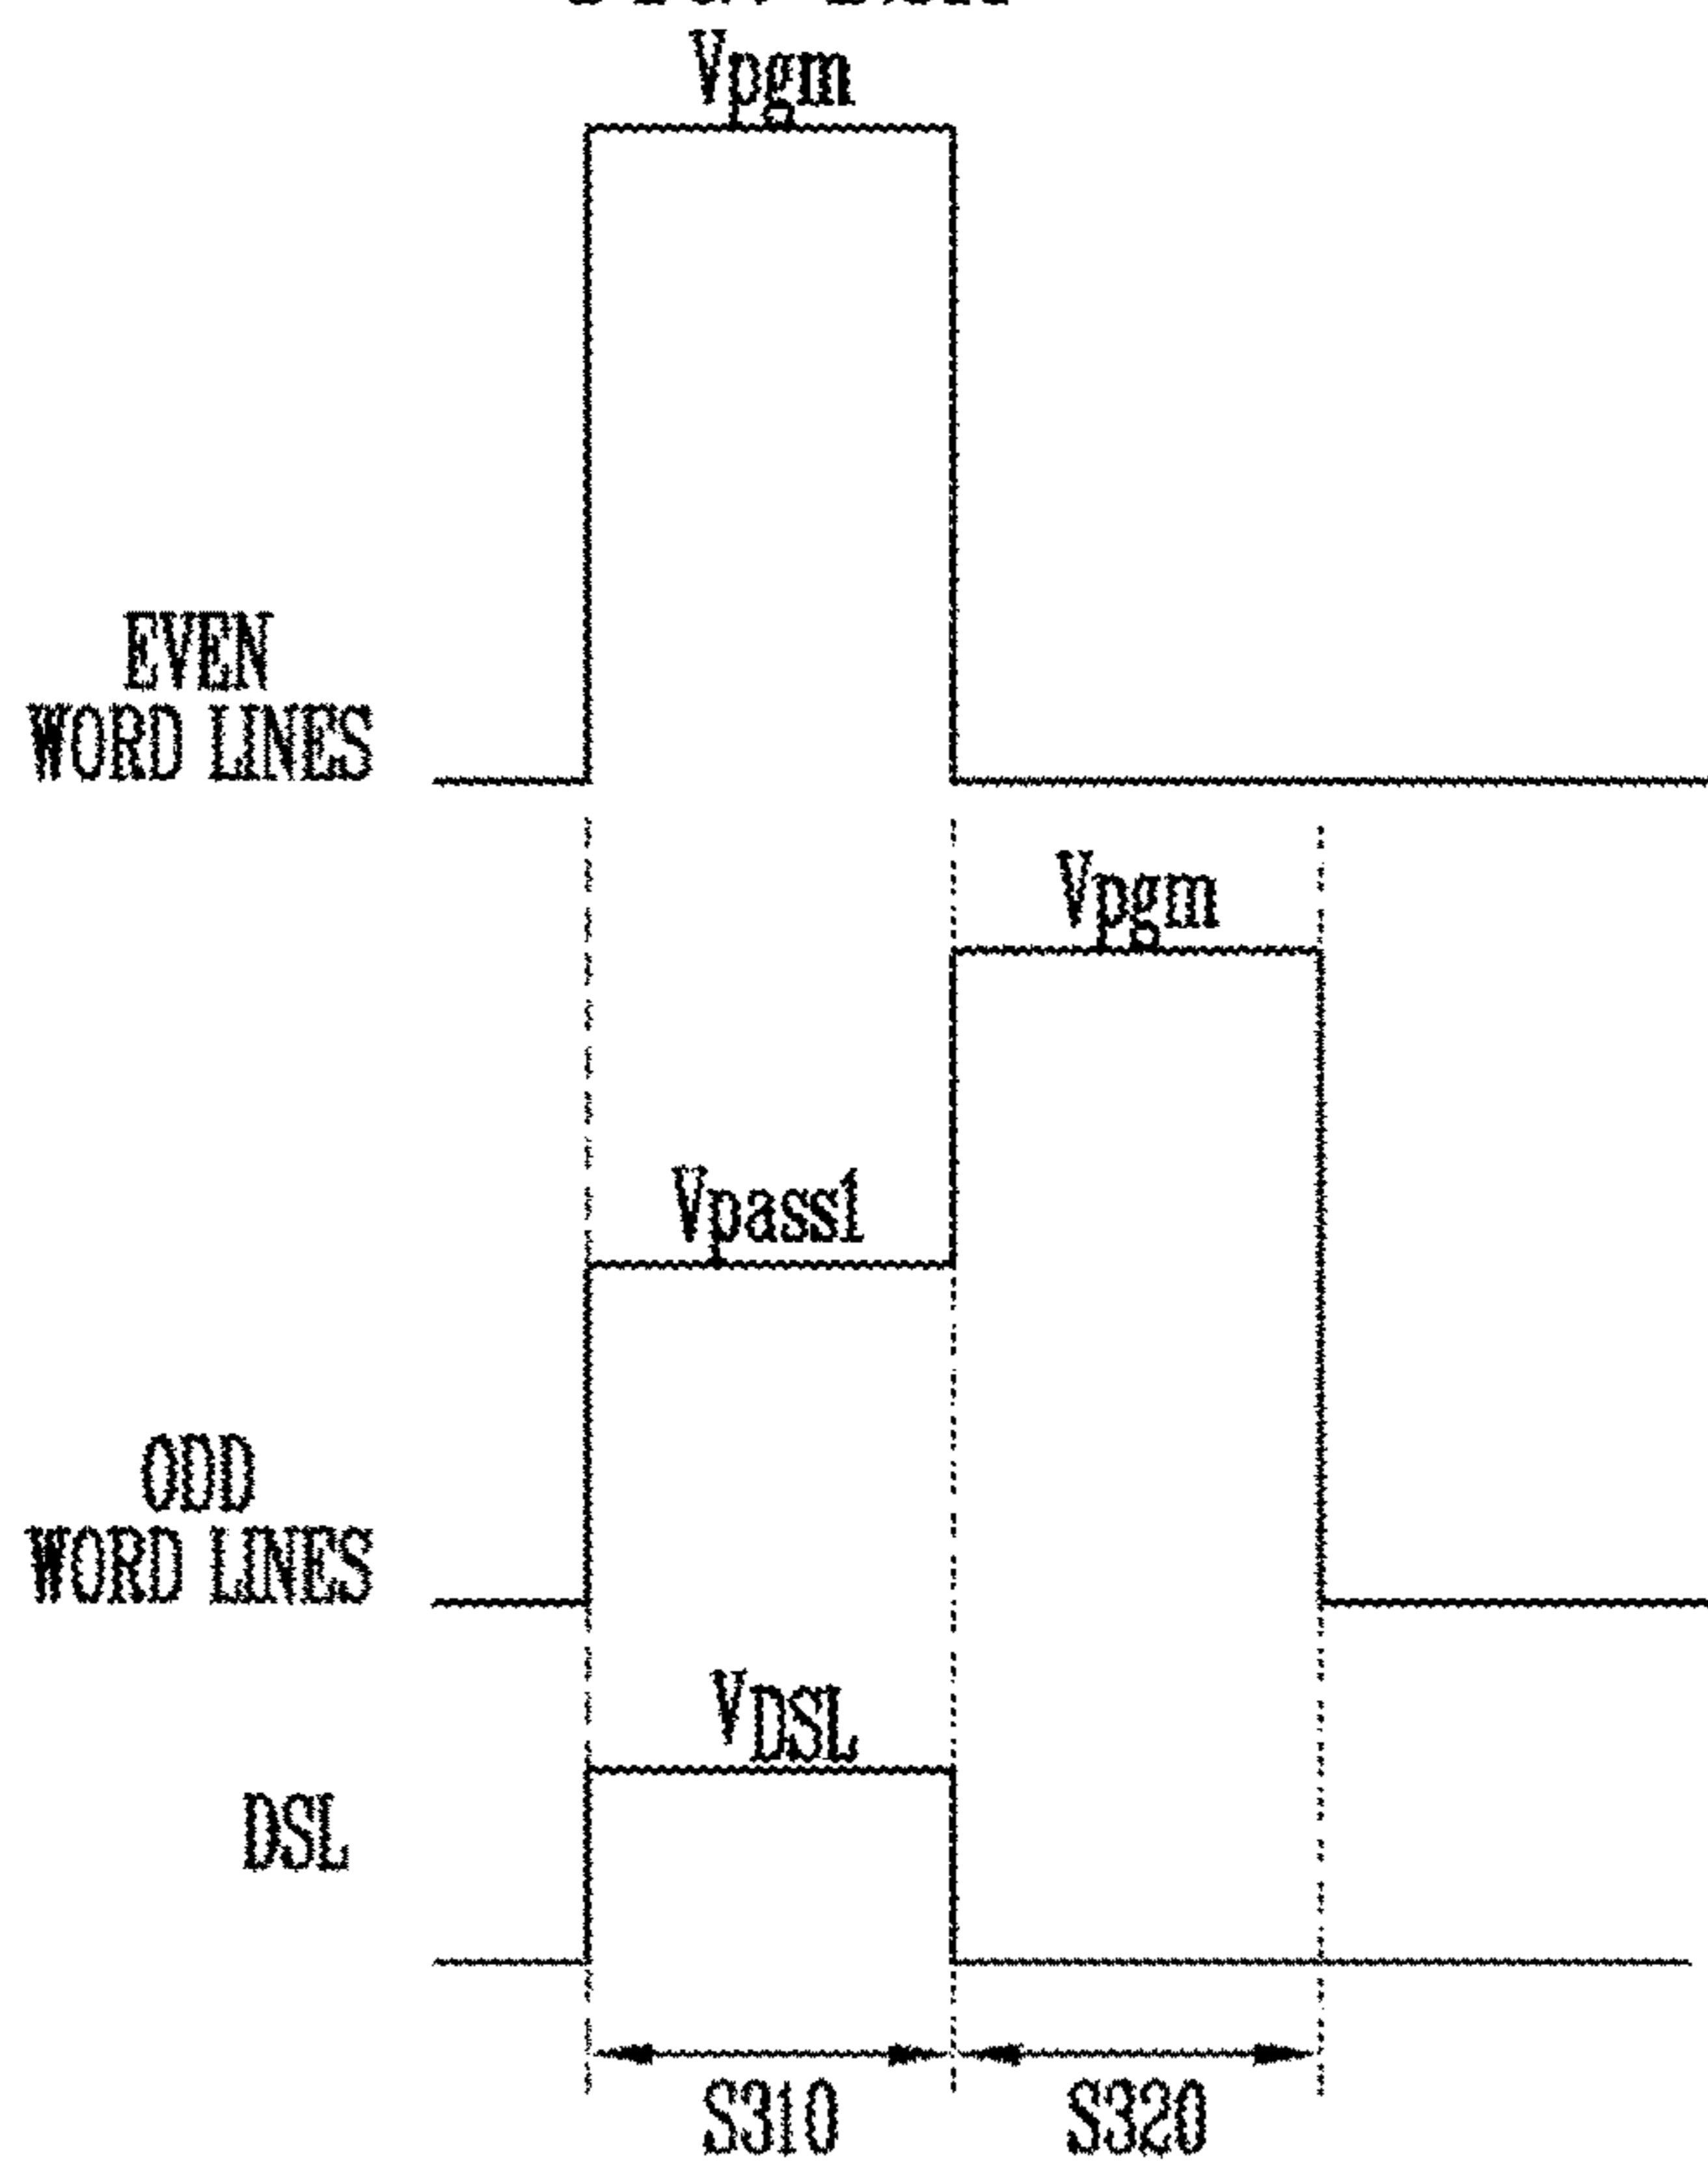 Vpgm
EVEN
WORD LINES
Vpgm
Vpass1
ODD
WORD LINES
VDSL
DSL
S310
S320